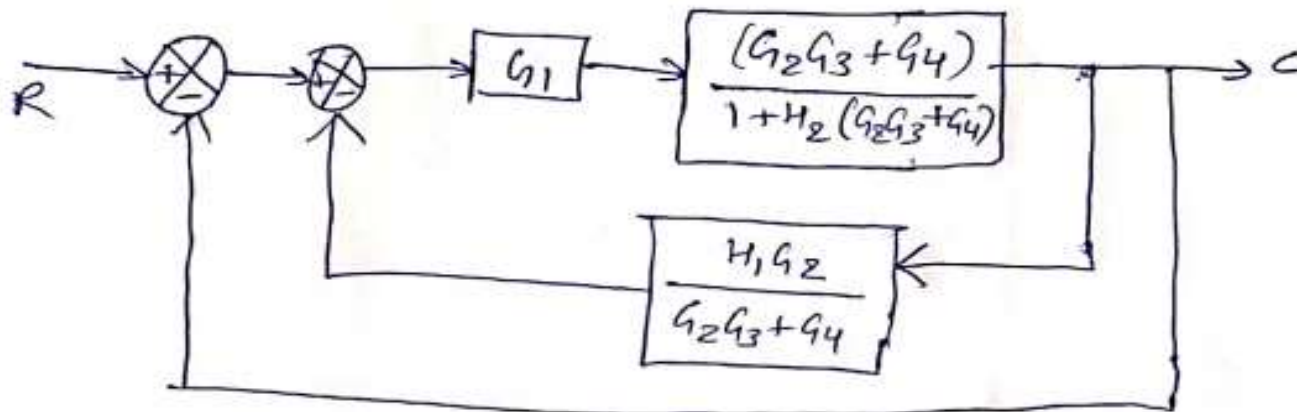 R
+
-
+
-
G1
(G2G3+G4)
1+H2(G2G3+G4)
C
H1G2
G2G3+G4